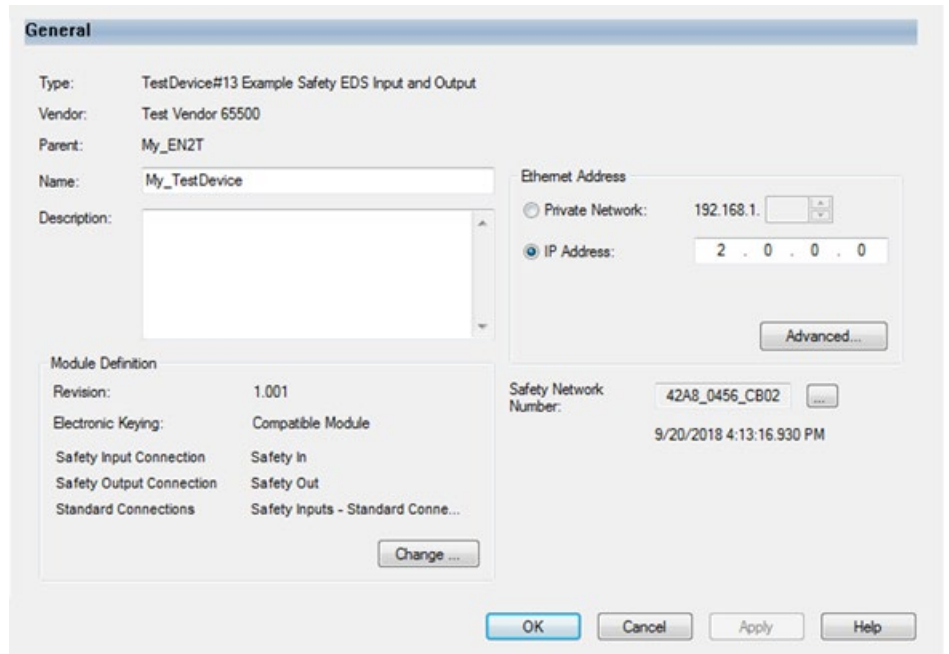 General
Type: TestDevice#13 Example Safety EDS Input and Output
Vendor: Test Vendor 65500
Parent: My_EN2T
Name: My_TestDevice
Description:
Ethernet Address
Private Network: 192.168.1.
IP Address: 2 . 0 . 0 . 0
Advanced...
Module Definition
Revision: 1.001
Electronic Keying: Compatible Module
Safety Input Connection Safety In
Safety Output Connection Safety Out
Standard Connections Safety Inputs - Standard Conne...
Change ...
Safety Network
Number: 42A8_0456_CB02 ...
9/20/2018 4:13:16.930 PM
OK Cancel Apply Help